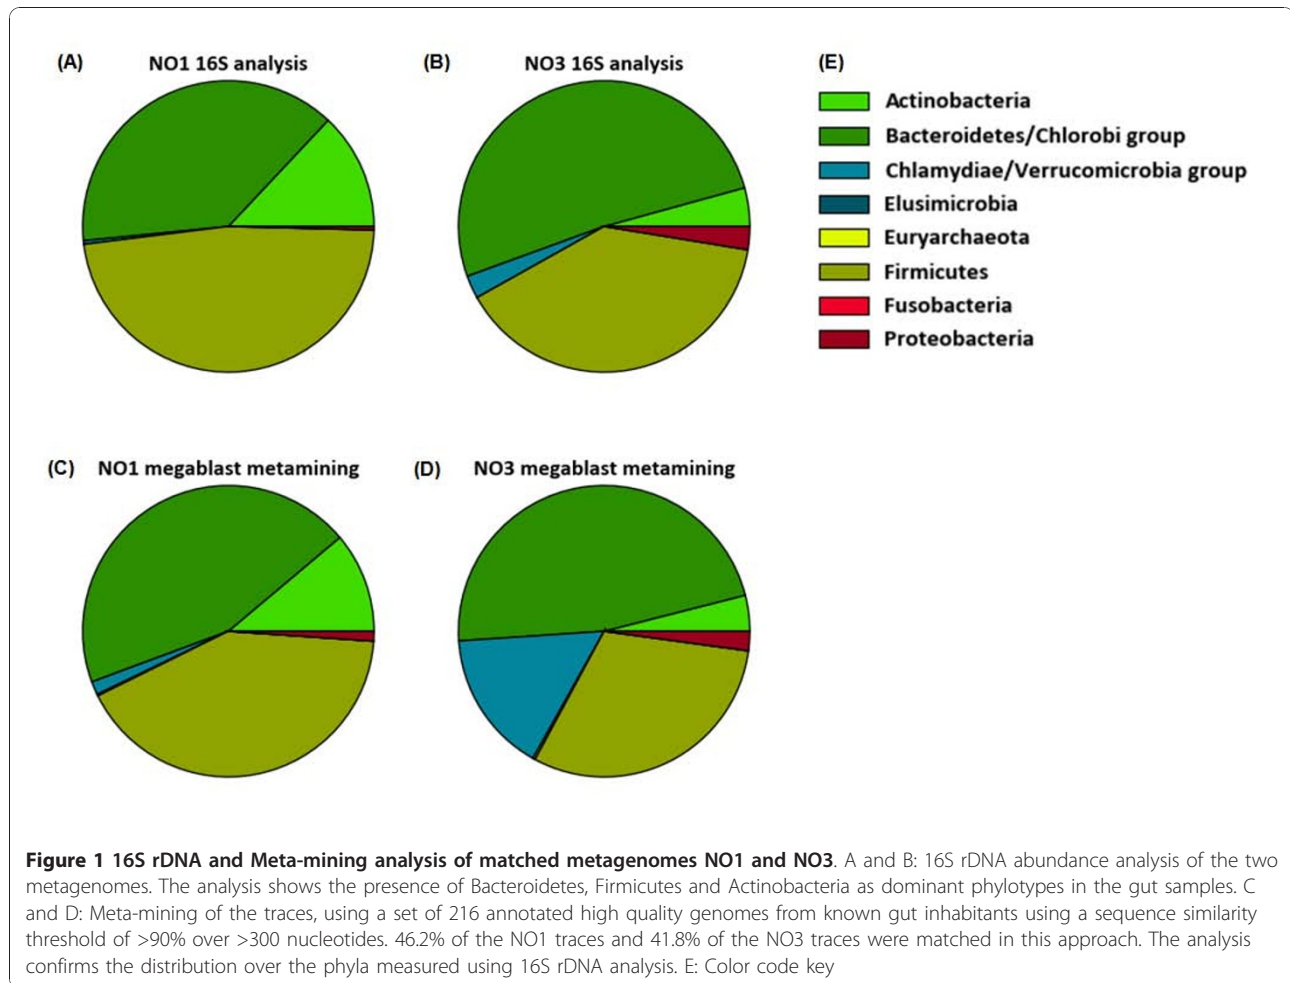 (A) NO1 16S analysis
(B) NO3 16S analysis
(E)
Actinobacteria
Bacteroidetes/Chlorobi group
Chlamydiae/Verrucomicrobia group
Elusimicrobia
Euryarchaeota
Firmicutes
Fusobacteria
Proteobacteria
(C) NO1 megablast metamining
(D) NO3 megablast metamining
Figure 1 16S rDNA and Meta-mining analysis of matched metagenomes NO1 and NO3. A and B: 16S rDNA abundance analysis of the two
metagenomes. The analysis shows the presence of Bacteroidetes, Firmicutes and Actinobacteria as dominant phylotypes in the gut samples. C
and D: Meta-mining of the traces, using a set of 216 annotated high quality genomes from known gut inhabitants using a sequence similarity
threshold of >90% over >300 nucleotides. 46.2% of the NO1 traces and 41.8% of the NO3 traces were matched in this approach. The analysis
confirms the distribution over the phyla measured using 16S rDNA analysis. E: Color code key